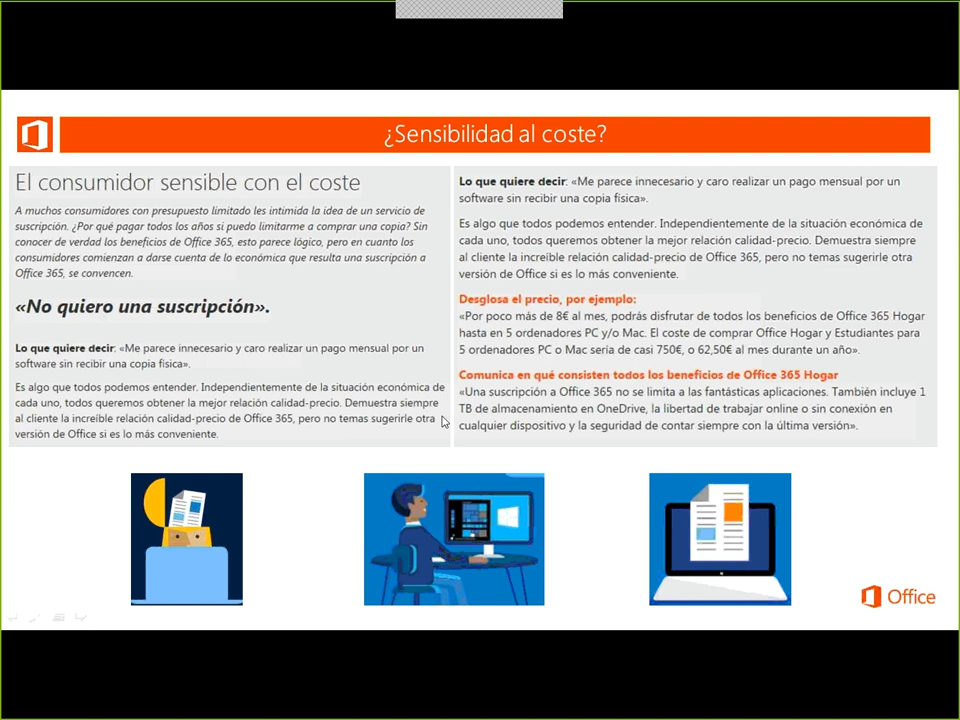 ¿Sensibilidad al coste?
El consumidor sensible con el coste
A muchos consumidores con presupuesto limitado les intimida la idea de un servicio de
suscripción. ¿Por qué pagar todos los años si puedo limitarme a comprar una copia? Sin
conocer de verdad los beneficios de Office 365, esto parece lógico, pero en cuanto los
consumidores comienzan a darse cuenta de lo económica que resulta una suscripción a
Office 365, se convencen.
«No quiero una suscripción».
Lo que quiere decir: «Me parece innecesario y caro realizar un pago mensual por un
software sin recibir una copia física».
Es algo que todos podemos entender. Independientemente de la situación económica de
cada uno, todos queremos obtener la mejor relación calidad-precio. Demuestra siempre
al cliente la increíble relación calidad-precio de Office 365, pero no temas sugerirle otra
versión de Office si es lo más conveniente.
Lo que quiere decir: «Me parece innecesario y caro realizar un pago mensual por un
software sin recibir una copia física».
Es algo que todos podemos entender. Independientemente de la situación económica de
cada uno, todos queremos obtener la mejor relación calidad-precio. Demuestra siempre
al cliente la increíble relación calidad-precio de Office 365, pero no temas sugerirle otra
versión de Office si es lo más conveniente.
Desglosa el precio, por ejemplo:
«Por poco más de 8€ al mes, podrás disfrutar de todos los beneficios de Office 365 Hogar
hasta en 5 ordenadores PC y/o Mac. El coste de comprar Office Hogar y Estudiantes para
5 ordenadores PC o Mac sería de casi 750€, o 62,50€ al mes durante un año».
Comunica en qué consisten todos los beneficios de Office 365 Hogar
«Una suscripción a Office 365 no se limita a las fantásticas aplicaciones. También incluye 1
TB de almacenamiento en OneDrive, la libertad de trabajar online o sin conexión en
cualquier dispositivo y la seguridad de contar siempre con la última versión».
Office